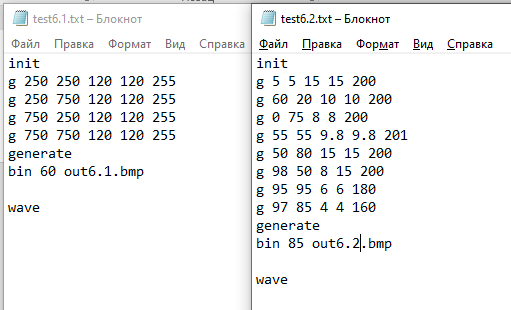 test6.1.txt – Блокнот
Файл Правка Формат Вид Справка
init
g 250 250 120 120 255
g 250 750 120 120 255
g 750 250 120 120 255
g 750 750 120 120 255
generate
bin 60 out6.1.bmp
wave
test6.2.txt – Блокнот
Файл Правка Формат Вид Справка
init
g 5 5 15 15 200
g 60 20 10 10 200
g 0 75 8 8 200
g 55 55 9.8 9.8 201
g 50 80 15 15 200
g 98 50 8 15 200
g 95 95 6 6 180
g 97 85 4 4 160
generate
bin 85 out6.2.bmp
wave